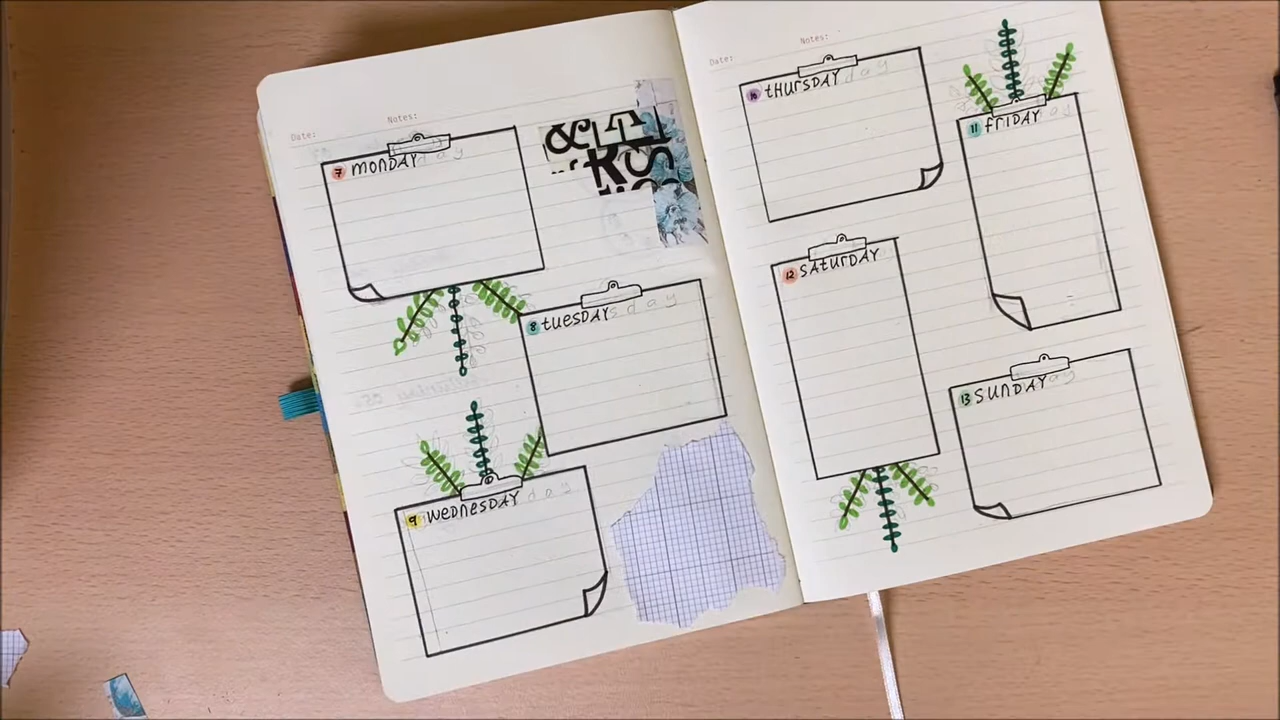 Date:
Notes:
7 MONDAY
8 tUESDAY
9 WEDNESDAY
&
Date:
Notes:
10 tHURSDAY
11 fRIDAY
12 SAtURDAY
13 SUNDAY